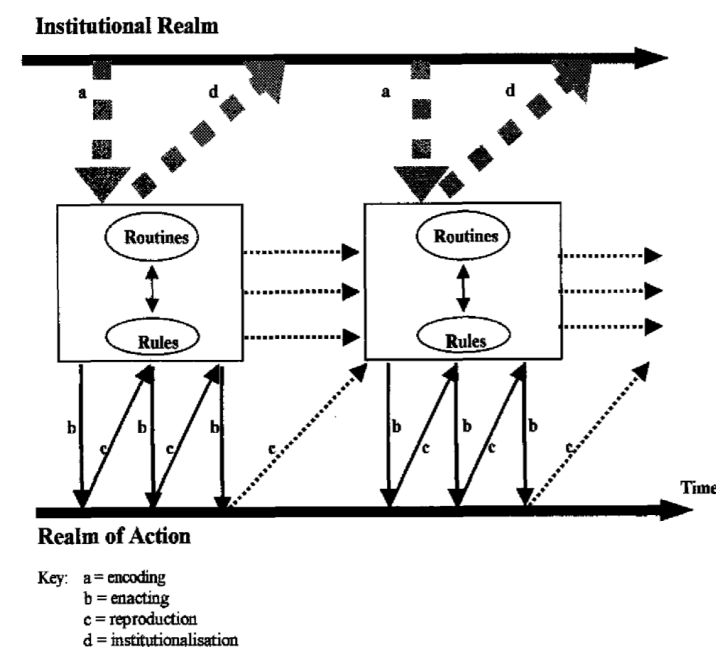 Institutional Realm
a
d
a
d
Routines
Routines
Rules
Rules
b
c
b
c
b
c
b
c
b
c
b
c
Time
Realm of Action
Key: a = encoding
b = enacting
c = reproduction
d = institutionalisation